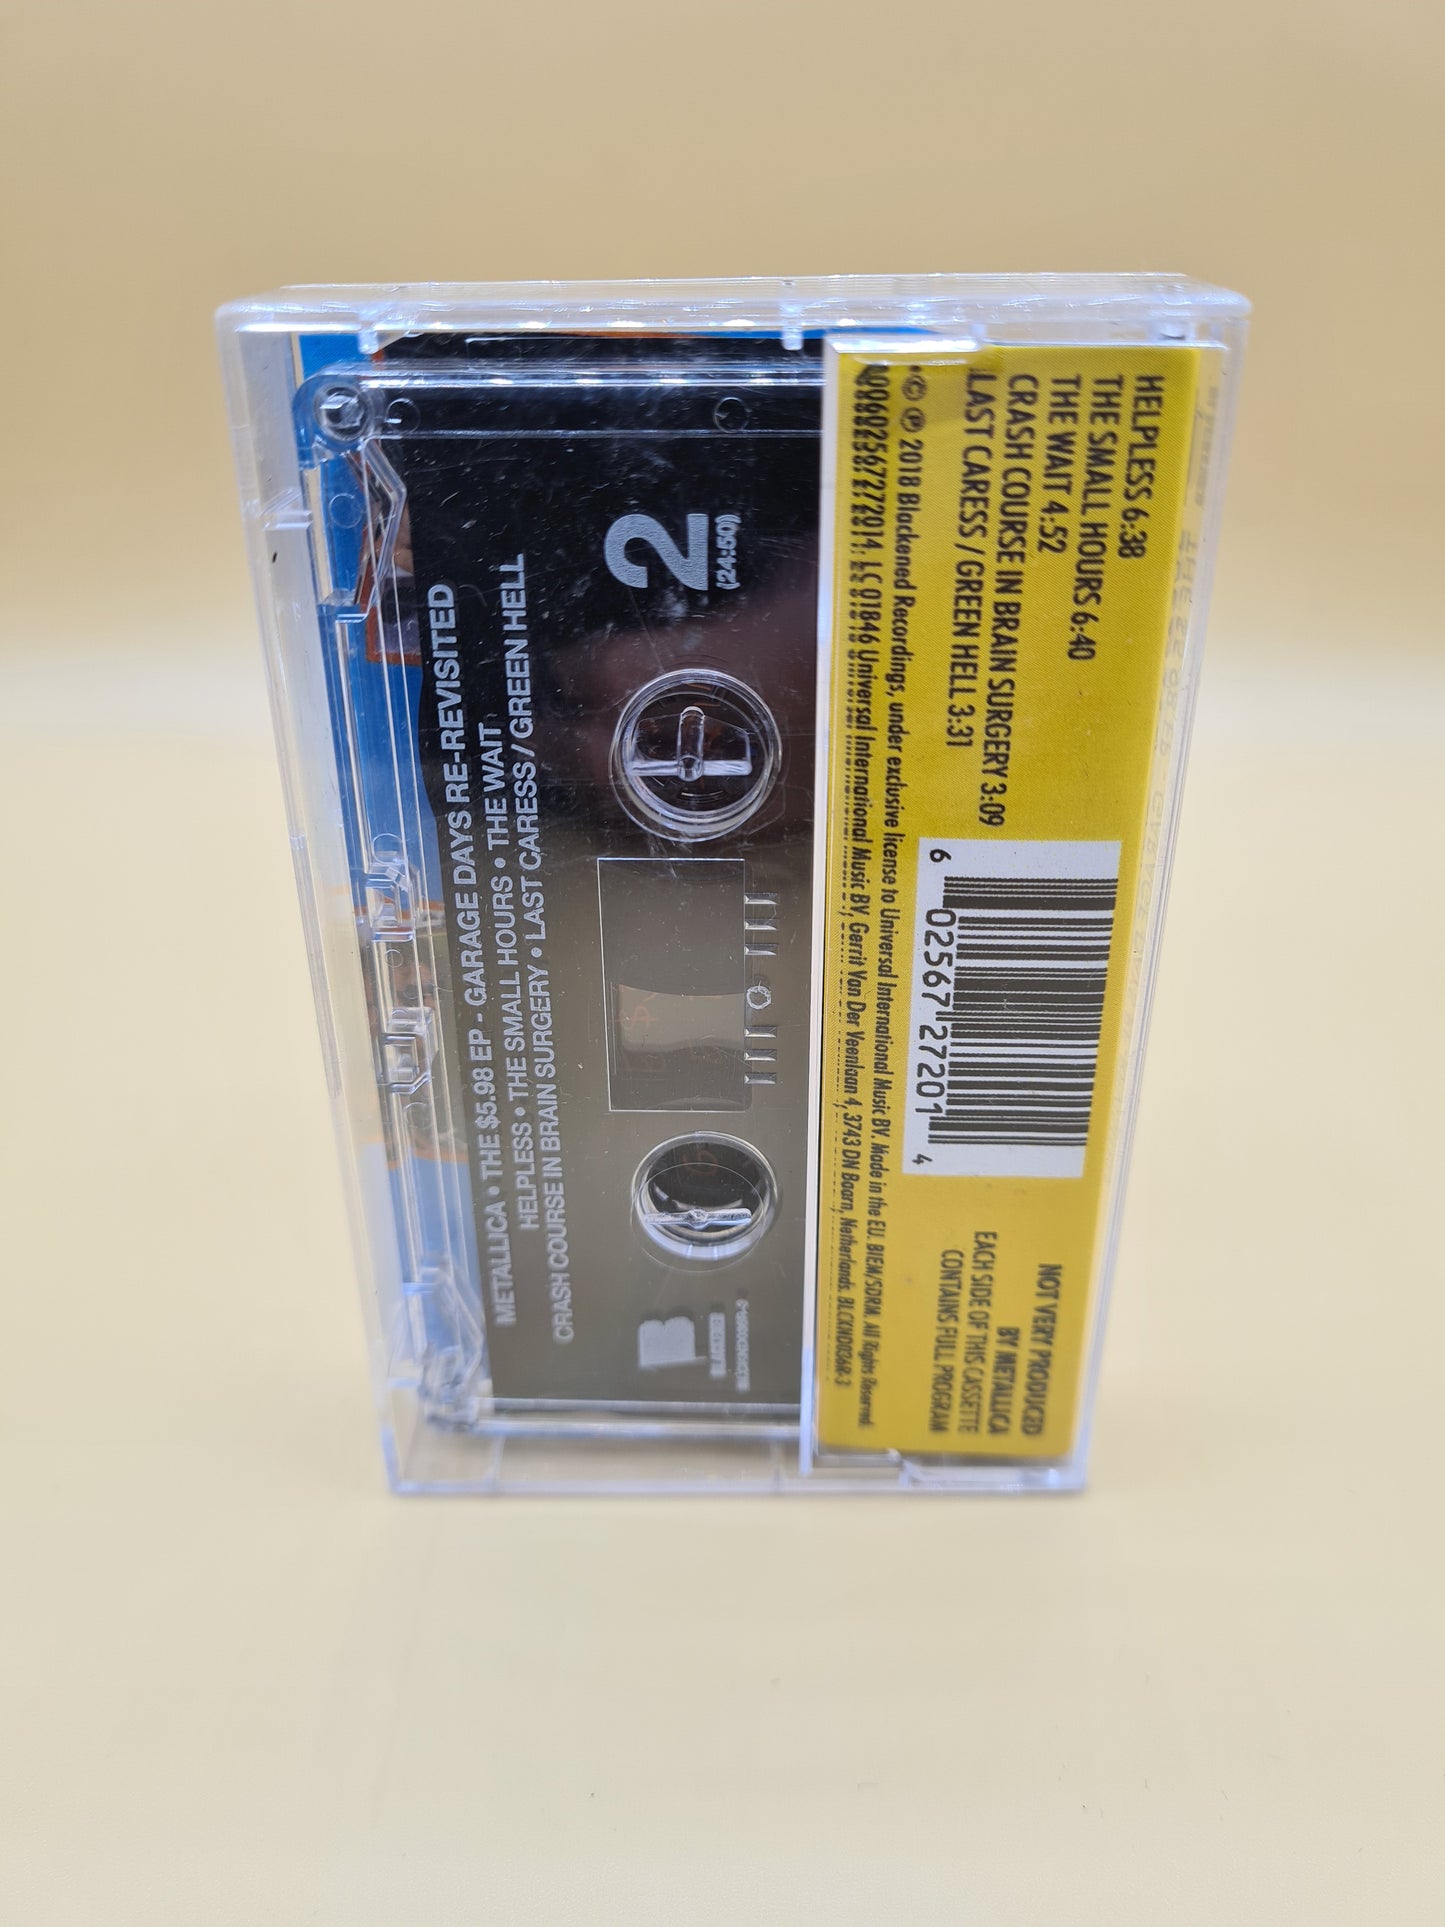 METALLICA • THE $5.98 EP - GARAGE DAYS RE-REVISITED
HELPLESS • THE SMALL HOURS • THE WAIT
CRASH COURSE IN BRAIN SURGERY • LAST CARESS / GREEN HELL
2
(24:50)
B
HELPLESS 6:38
THE SMALL HOURS 6:40
THE WAIT 4:52
CRASH COURSE IN BRAIN SURGERY 3:09
LAST CARESS / GREEN HELL 3:31
© ℗ 2018 Blackened Recordings, under exclusive license to Universal International Music BV. Made in the EU. BIEM/SDRM. All Rights Reserved.
00602567272014. LC 01846 Universal International Music BV, Gerrit Van Der Veenlaan 4, 3743 DN Baarn, Netherlands. BLCKND036R-3
6 02567 27201 4
NOT VERY PRODUCED
BY METALLICA
EACH SIDE OF THIS CASSETTE
CONTAINS FULL PROGRAM